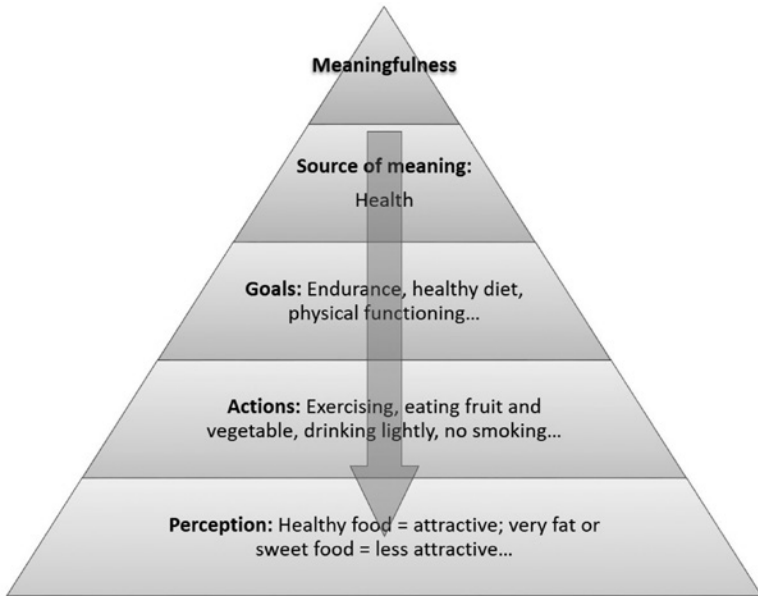 Meaningfulness
Source of meaning:
Health
Goals: Endurance, healthy diet,
physical functioning…
Actions: Exercising, eating fruit and
vegetable, drinking lightly, no smoking…
Perception: Healthy food = attractive; very fat or
sweet food = less attractive…